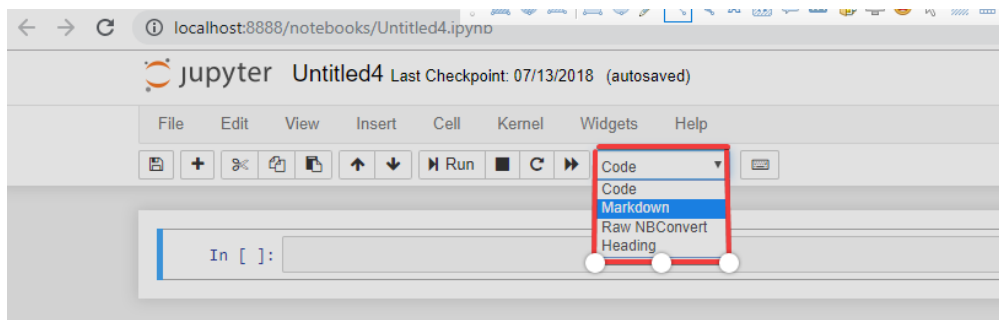 localhost:8888/notebooks/Untitled4.ipynb
jupyter Untitled4 Last Checkpoint: 07/13/2018 (autosaved)
File Edit View Insert Cell Kernel Widgets Help
Run Code
Code
Markdown
Raw NBConvert
Heading
In [ ]: